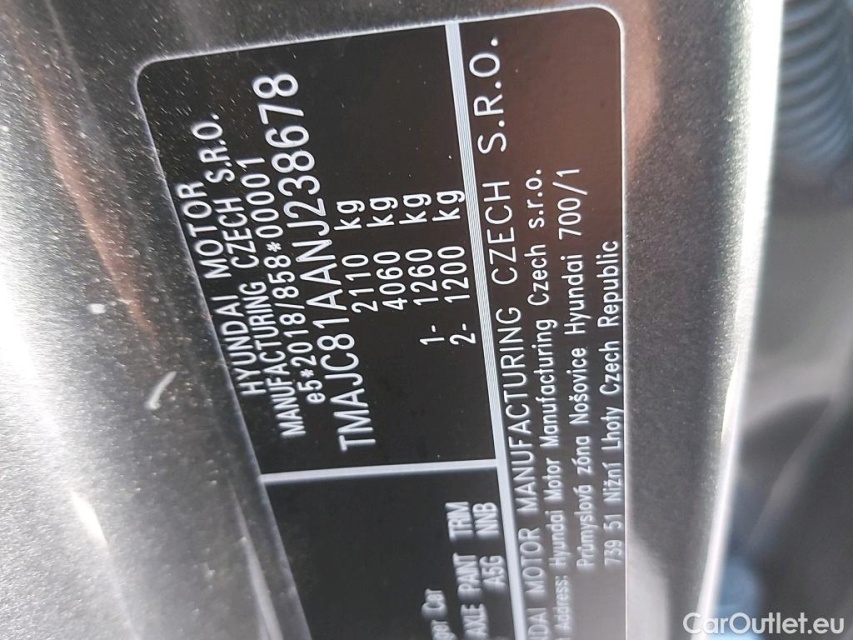 HYUNDAI MOTOR
MANUFACTURING CZECH S.R.O.
e5*2018/858*00001
TMAJC81AANJ238678
2110 kg
4060 kg
1- 1260 kg
2- 1200 kg
Car
AXLE PAINT TRIM
A5G NNB
MOTOR MANUFACTURING CZECH S.R.O.
Address: Hyundai Motor Manufacturing Czech s.r.o.
Průmyslová zóna Nošovice Hyundai 700/1
739 51 Nižní Lhoty Czech Republic
CarOutlet.eu